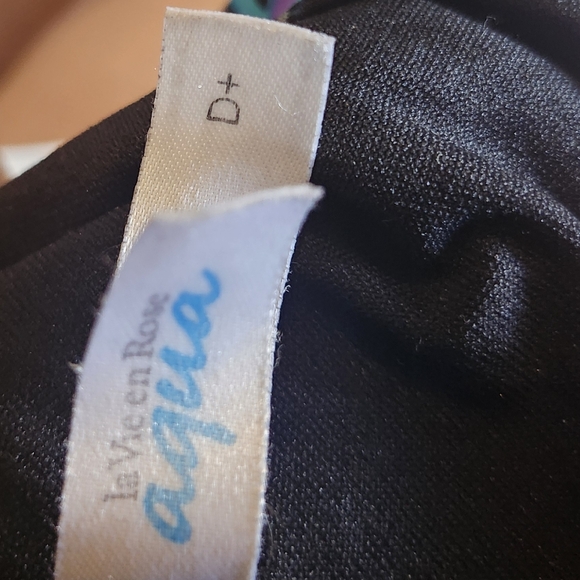 D+
la Vie en Rose
aqua